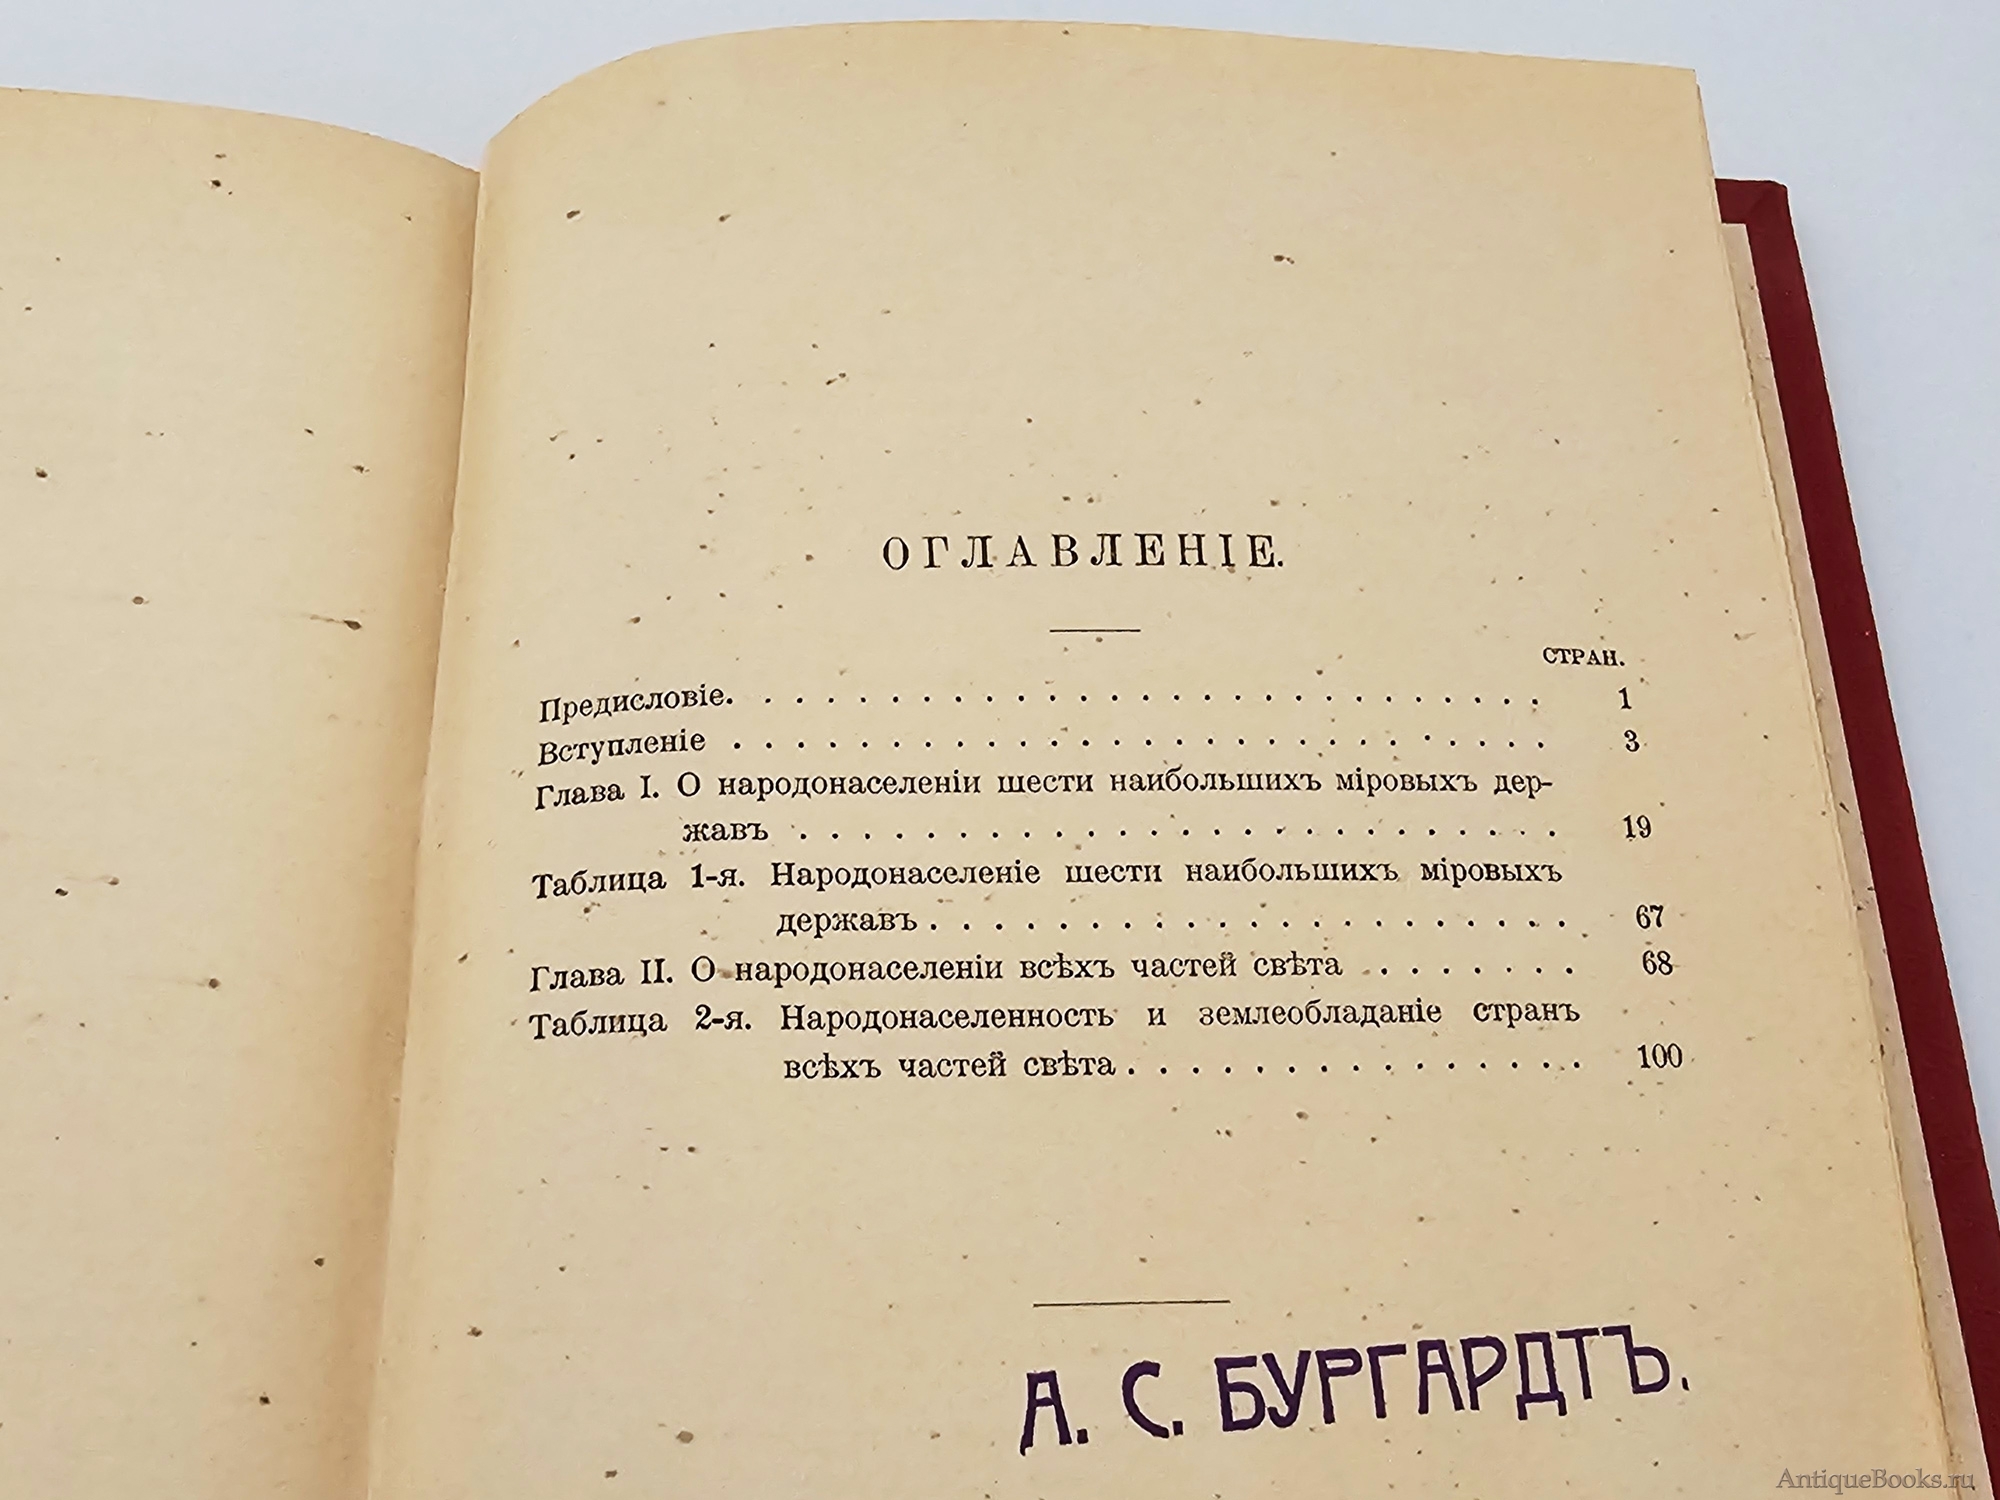 ОГЛАВЛЕНІЕ.
СТРАН.
Предисловіе. . . . . . . . . . . . . . . . . . . . . . . . . . . . 1
Вступленіе . . . . . . . . . . . . . . . . . . . . . . . . . . . . 3
Глава I. О народонаселеніи шести наибольшихъ міровыхъ дер-
жавъ . . . . . . . . . . . . . . . . . . . . . . . . 19
Таблица 1-я. Народонаселеніе шести наибольшихъ міровыхъ
державъ . . . . . . . . . . . . . . . . . . . . . 67
Глава II. О народонаселеніи всѣхъ частей свѣта . . . . . . . 68
Таблица 2-я. Народонаселенность и землеобладаніе странъ
всѣхъ частей свѣта . . . . . . . . . . . . . . . 100
А. С. БУРГАРДТЪ.
AntiqueBooks.ru